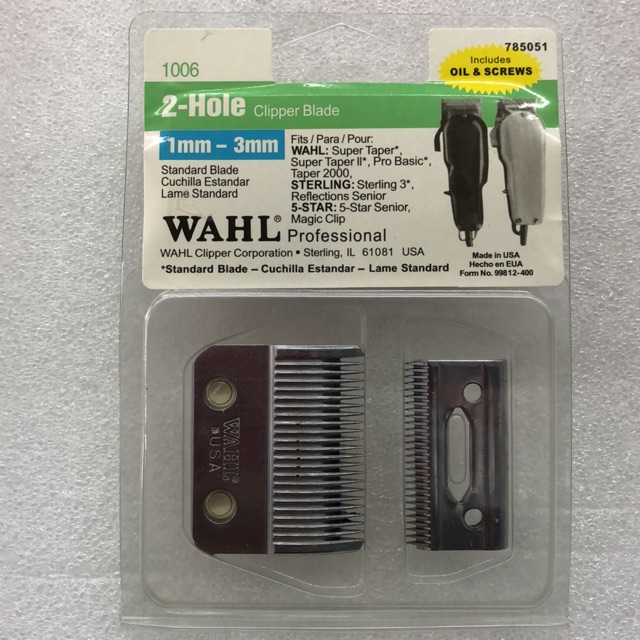 785051
Includes
OIL & SCREWS
1006
2-Hole Clipper Blade
1mm – 3mm
Standard Blade
Cuchilla Estandar
Lame Standard
Fits / Para / Pour:
WAHL: Super Taper*,
Super Taper II*, Pro Basic*,
Taper 2000,
STERLING: Sterling 3*,
Reflections Senior
5-STAR: 5-Star Senior,
Magic Clip
WAHL® Professional
WAHL Clipper Corporation • Sterling, IL 61081 USA
*Standard Blade – Cuchilla Estandar – Lame Standard
Made in USA
Hecho en EUA
Form No. 99812-400
WAHL®
USA